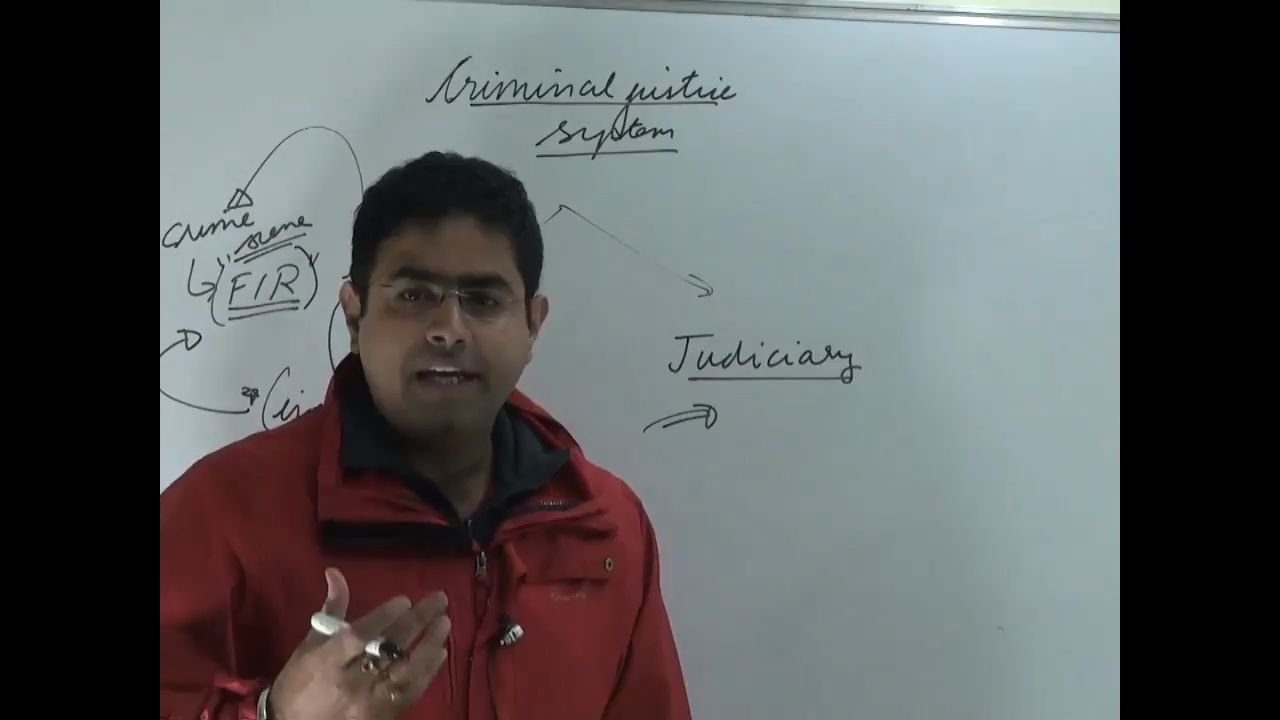 Criminal justice
system
crime
scene
"(FIR)"
Judiciary